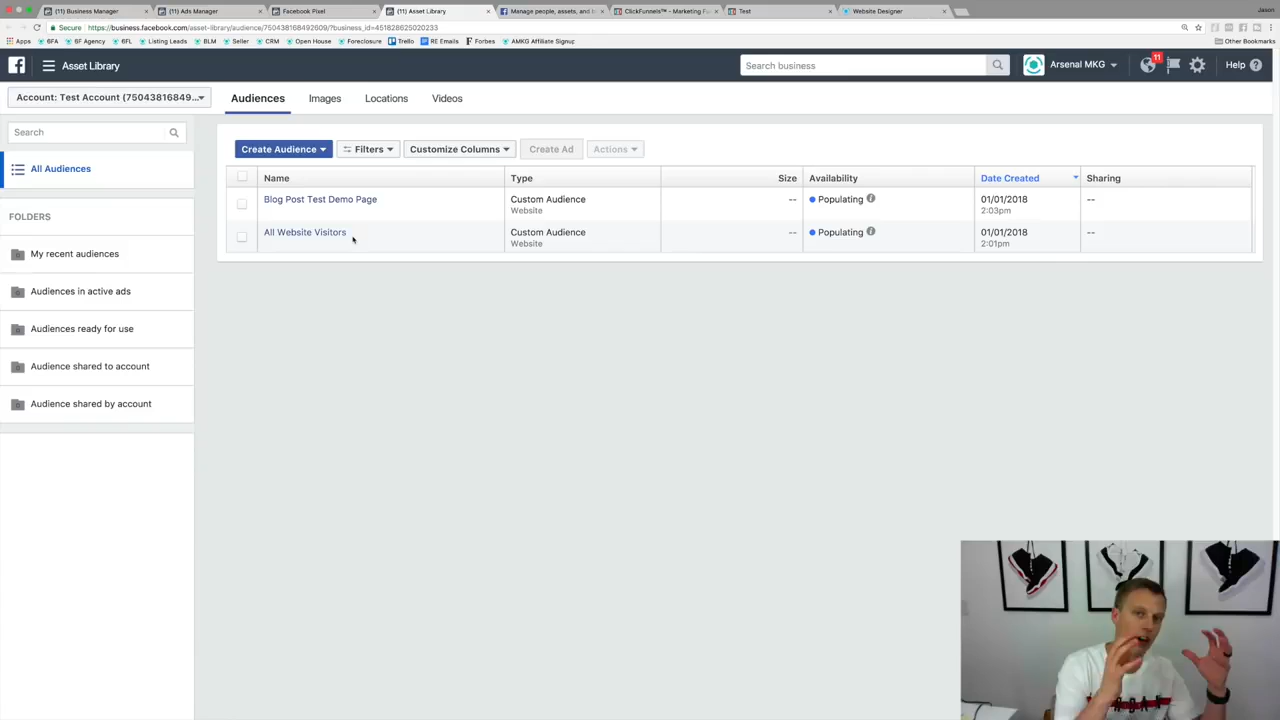 (11) Business Manager
(11) Ads Manager
Facebook Pixel
(11) Asset Library
Manage people, assets, and
ClickFunnels™ - Marketing Fu
Test
Website Designer
Jason
Secure
https://business.facebook.com/asset-library/audience/750438168492609/?business_id=451828625020233
Apps
6FA
6F Agency
6FL
Listing Leads
BLM
Seller
CRM
Open House
Foreclosure
Trello
RE Emails
Forbes
AMKG Affiliate Signup
Other Bookmarks
Asset Library
Search business
Arsenal MKG
11
Help
Account: Test Account (75043816849...
Audiences
Images
Locations
Videos
Search
All Audiences
FOLDERS
My recent audiences
Audiences in active ads
Audiences ready for use
Audience shared to account
Audience shared by account
Create Audience
Filters
Customize Columns
Create Ad
Actions
Name Type Size Availability Date Created Sharing
Blog Post Test Demo Page Custom Audience -- Populating 01/01/2018 --
Website 2:03pm
All Website Visitors Custom Audience -- Populating 01/01/2018 --
Website 2:01pm